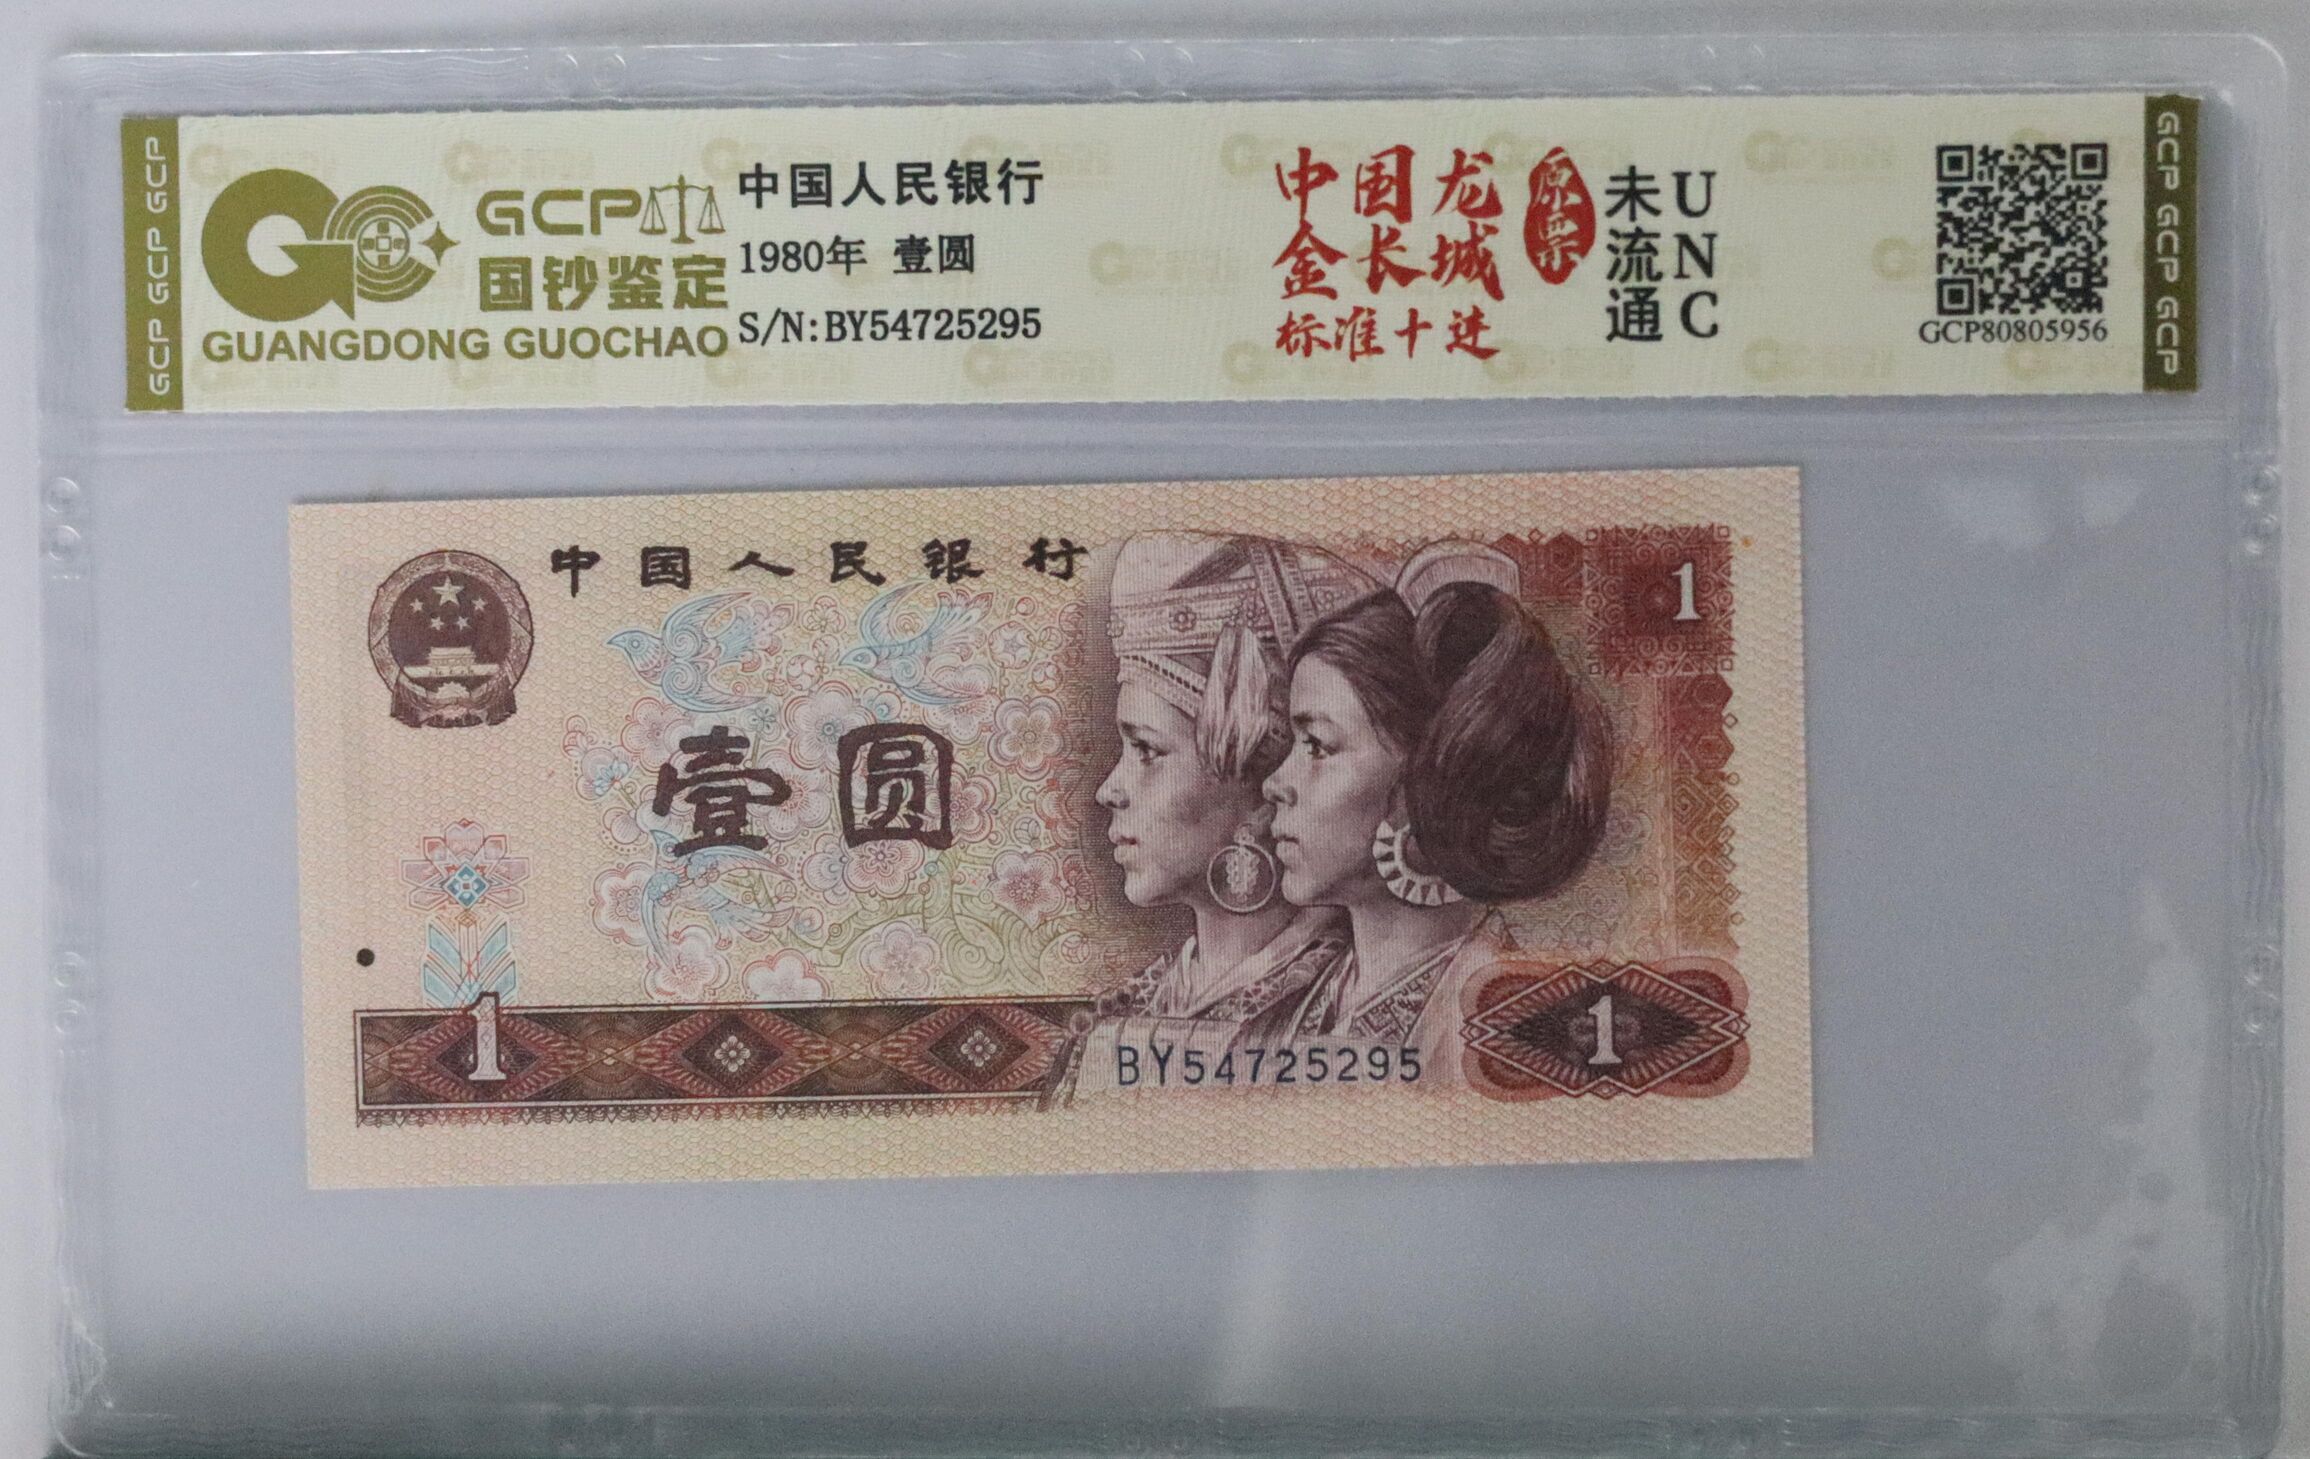 GCP GCP GCP
GCP
国钞鉴定
GUANGDONG GUOCHAO
中国人民银行
1980年 壹圆
S/N:BY54725295
中国龙
金长城
标准十进
原票
未流通
UNC
GCP80805956
GCP GCP GCP
中国人民银行
1
壹圆
1
BY54725295
1